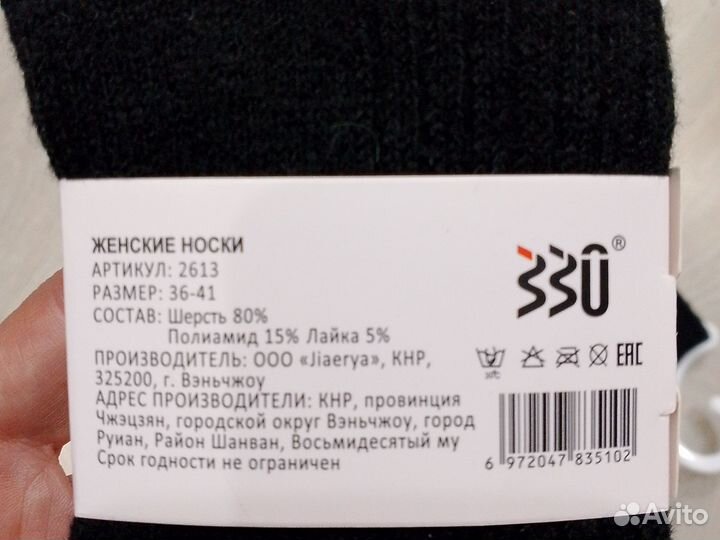 ЖЕНСКИЕ НОСКИ
АРТИКУЛ: 2613
РАЗМЕР: 36-41
СОСТАВ: Шерсть 80%
Полиамид 15% Лайка 5%
ПРОИЗВОДИТЕЛЬ: ООО «Jiaerya», КНР,
325200, г. Вэньчжоу
АДРЕС ПРОИЗВОДИТЕЛИ: КНР, провинция
Чжэцзян, городской округ Вэньчжоу, город
Руиан, Район Шанван, Восьмидесятый му
Срок годности не ограничен
330®
EAC
6 972047 835102
Avito